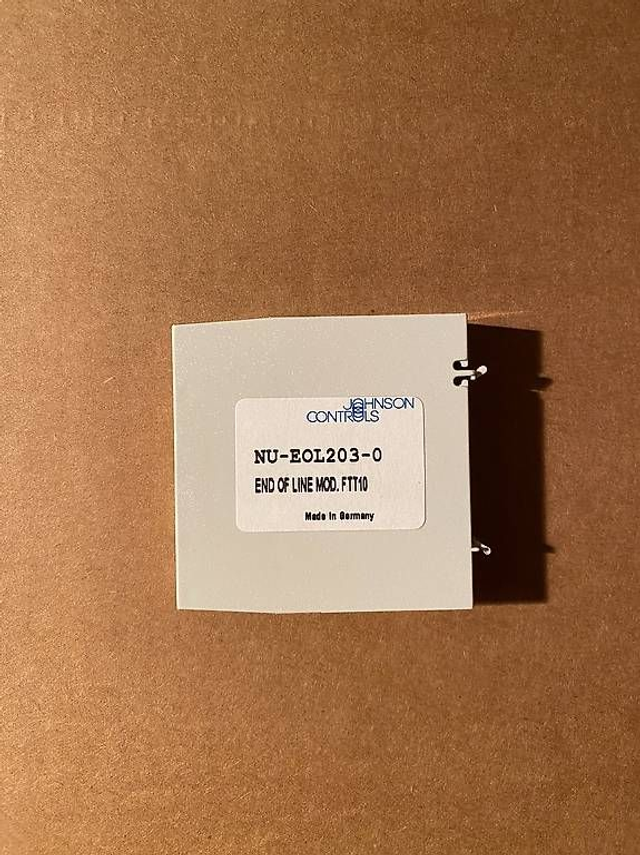 JOHNSON
CONTROLS
NU-EOL203-0
END OF LINE MOD. FTT10
Made in Germany